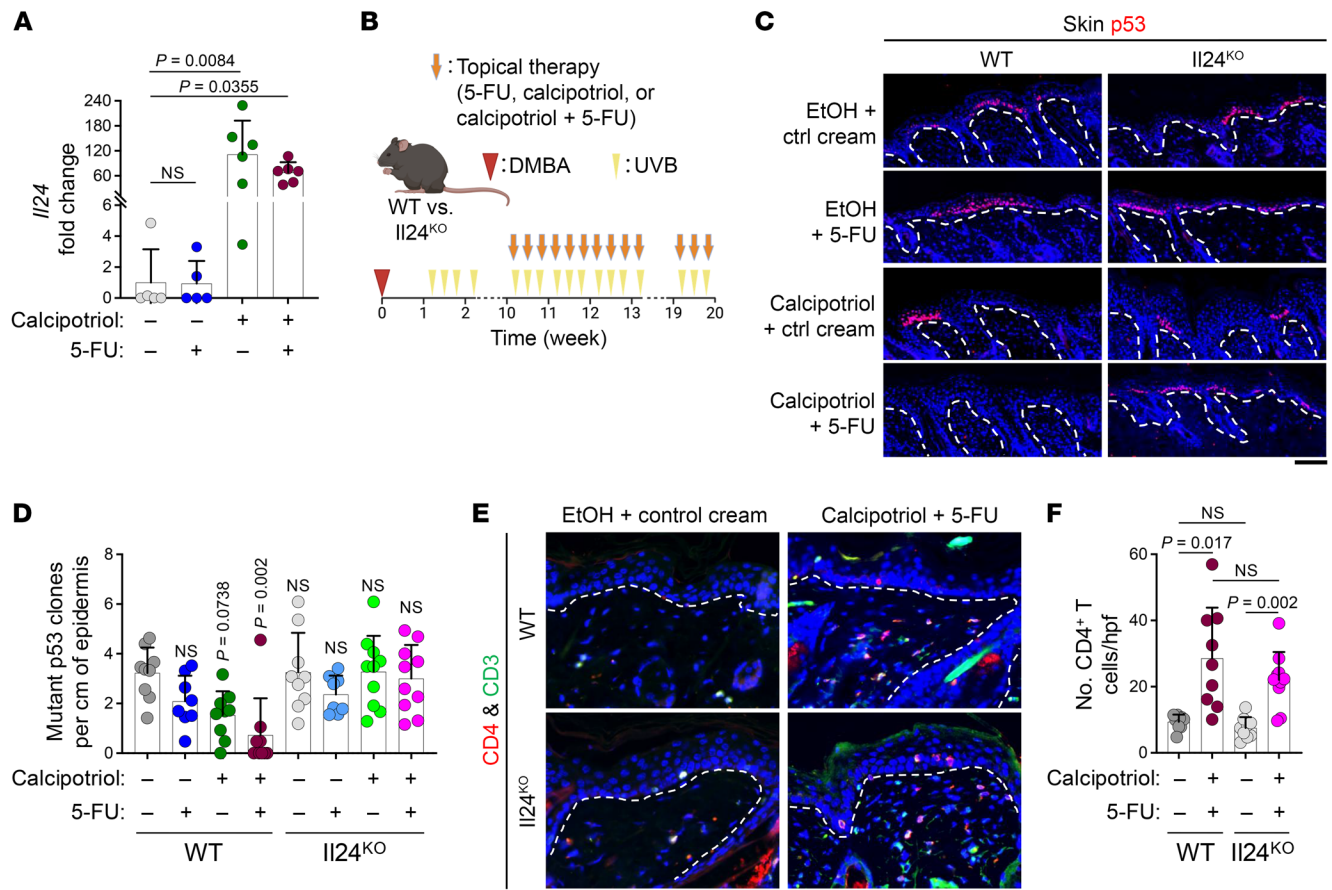 A
P = 0.0084
P = 0.0355
NS
240
180
120
60
6
4
2
0
Il24
fold change
Calcipotriol: – – + +
5-FU: – + – +
B
: Topical therapy
(5-FU, calcipotriol, or
calcipotriol + 5-FU)
:DMBA
:UVB
WT vs.
Il24KO
0 1 2 10 11 12 13 19 20
Time (week)
C
Skin p53
WT Il24KO
EtOH +
ctrl cream
EtOH
+ 5-FU
Calcipotriol
+ ctrl cream
Calcipotriol
+ 5-FU
D
Mutant p53 clones
per cm of epidermis
8
6
4
2
0
NS
P = 0.0738
P = 0.002
NS
NS
NS
NS
Calcipotriol: – – + + – – + +
5-FU: – + – + – + – +
WT Il24KO
E
EtOH + control cream Calcipotriol + 5-FU
CD4 & CD3
WT
Il24KO
F
NS
P = 0.017
NS
P = 0.002
60
40
20
0
No. CD4+ T
cells/hpf
Calcipotriol: – + – +
5-FU: – + – +
WT Il24KO